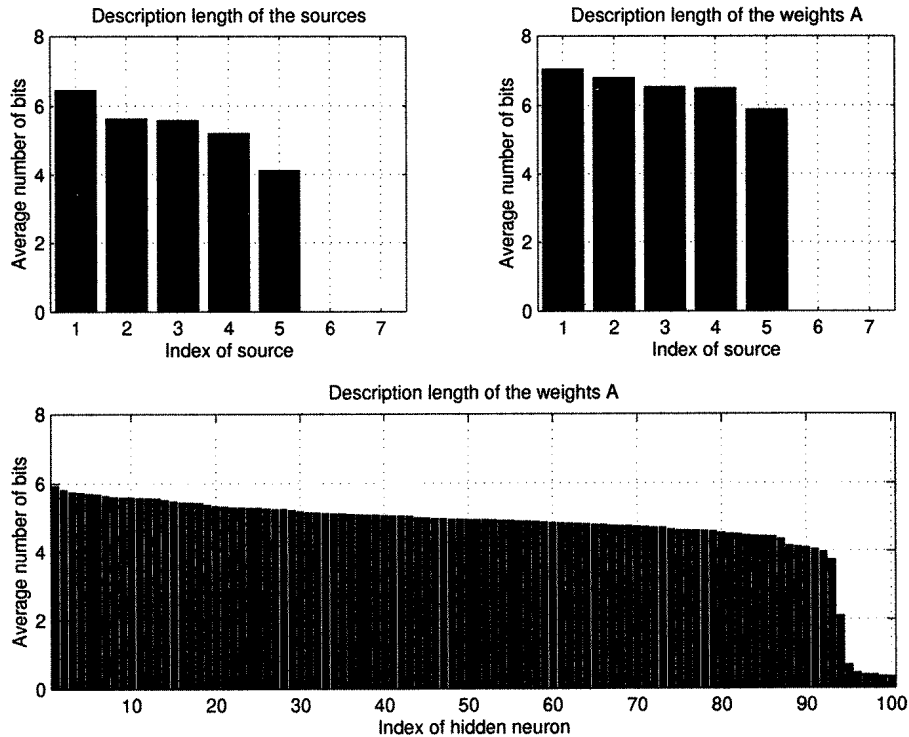 Description length of the sources
8
6
4
2
0
Average number of bits
1 2 3 4 5 6 7
Index of source
Description length of the weights A
8
6
4
2
0
Average number of bits
1 2 3 4 5 6 7
Index of source
Description length of the weights A
8
6
4
2
0
Average number of bits
10 20 30 40 50 60 70 80 90 100
Index of hidden neuron